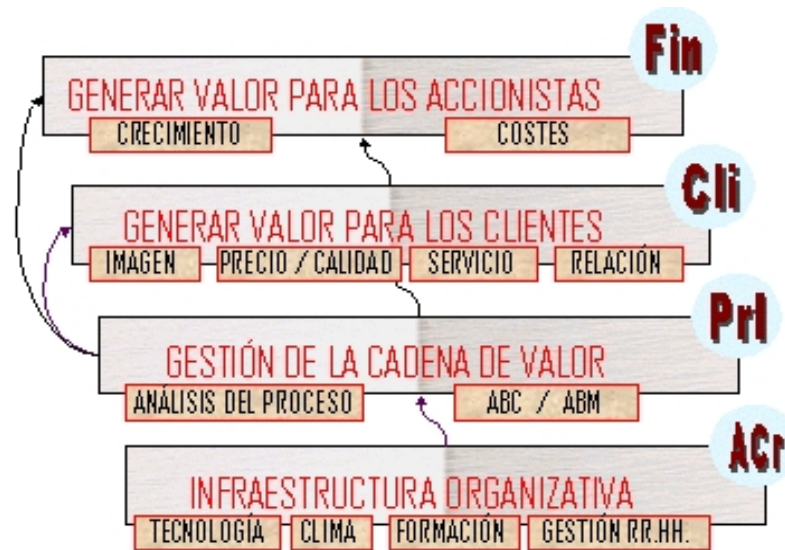 Fin
GENERAR VALOR PARA LOS ACCIONISTAS
CRECIMIENTO
COSTES
Cli
GENERAR VALOR PARA LOS CLIENTES
IMAGEN
PRECIO / CALIDAD
SERVICIO
RELACIÓN
PrI
GESTIÓN DE LA CADENA DE VALOR
ANÁLISIS DEL PROCESO
ABC / ABM
ACr
INFRAESTRUCTURA ORGANIZATIVA
TECNOLOGÍA
CLIMA
FORMACIÓN
GESTIÓN RR.HH.